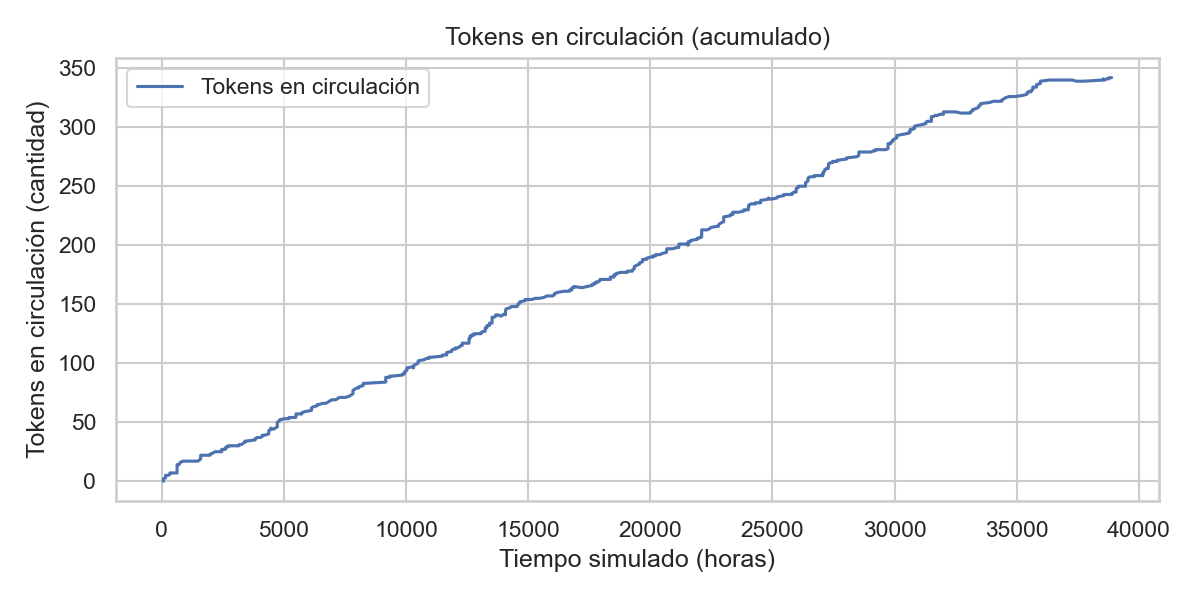 Tokens en circulación (acumulado)
Tokens en circulación
Tokens en circulación (cantidad)
350
300
250
200
150
100
50
0
0 5000 10000 15000 20000 25000 30000 35000 40000
Tiempo simulado (horas)